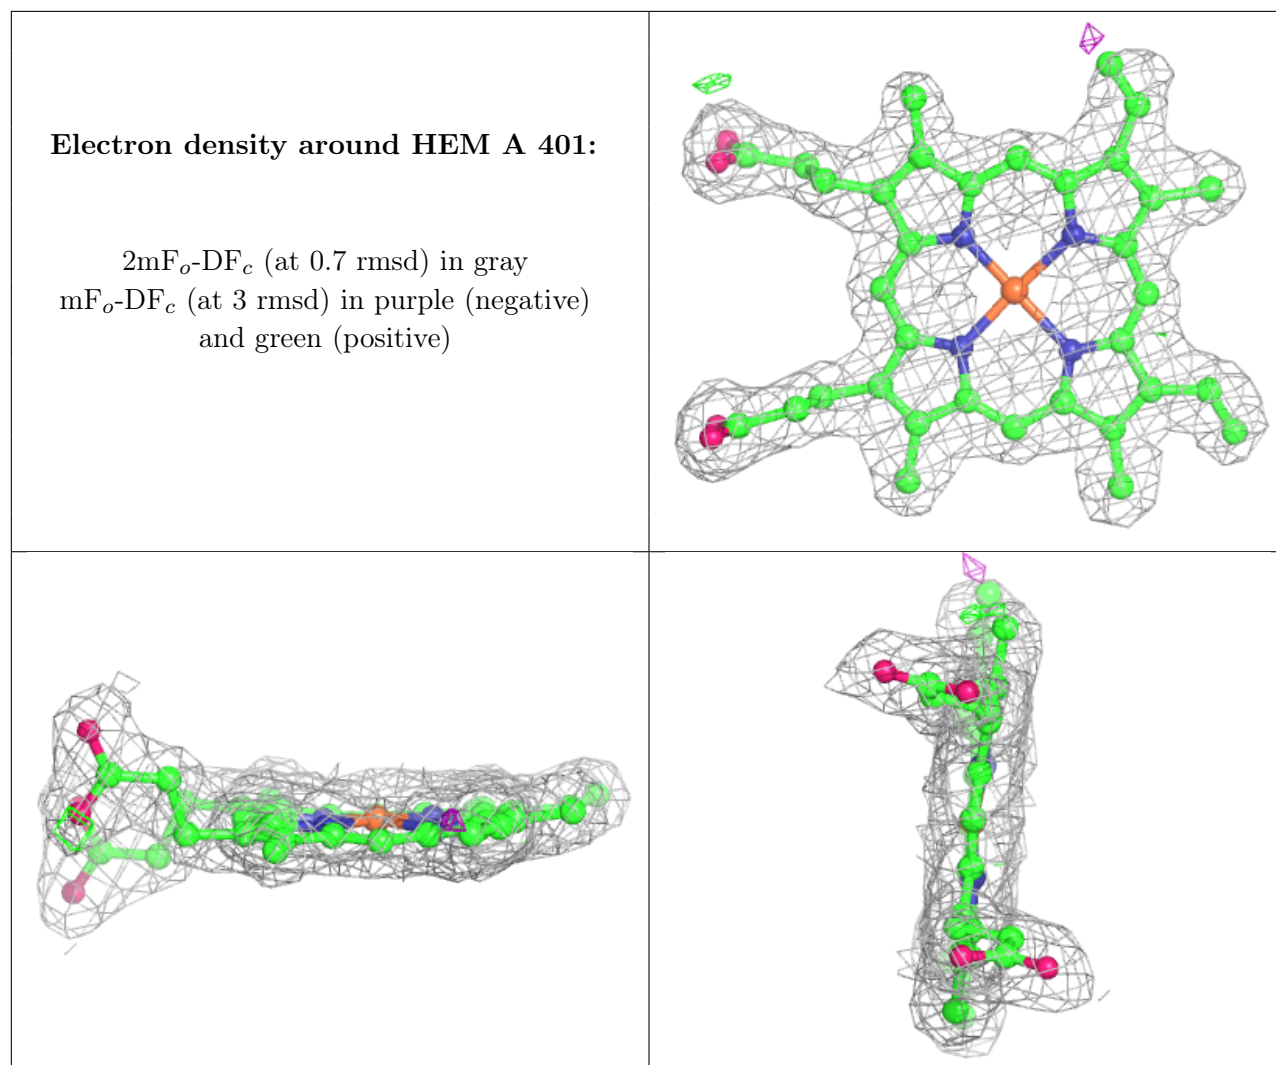 Electron density around HEM A 401:
2mFo-DFc (at 0.7 rmsd) in gray
mFo-DFc (at 3 rmsd) in purple (negative)
and green (positive)